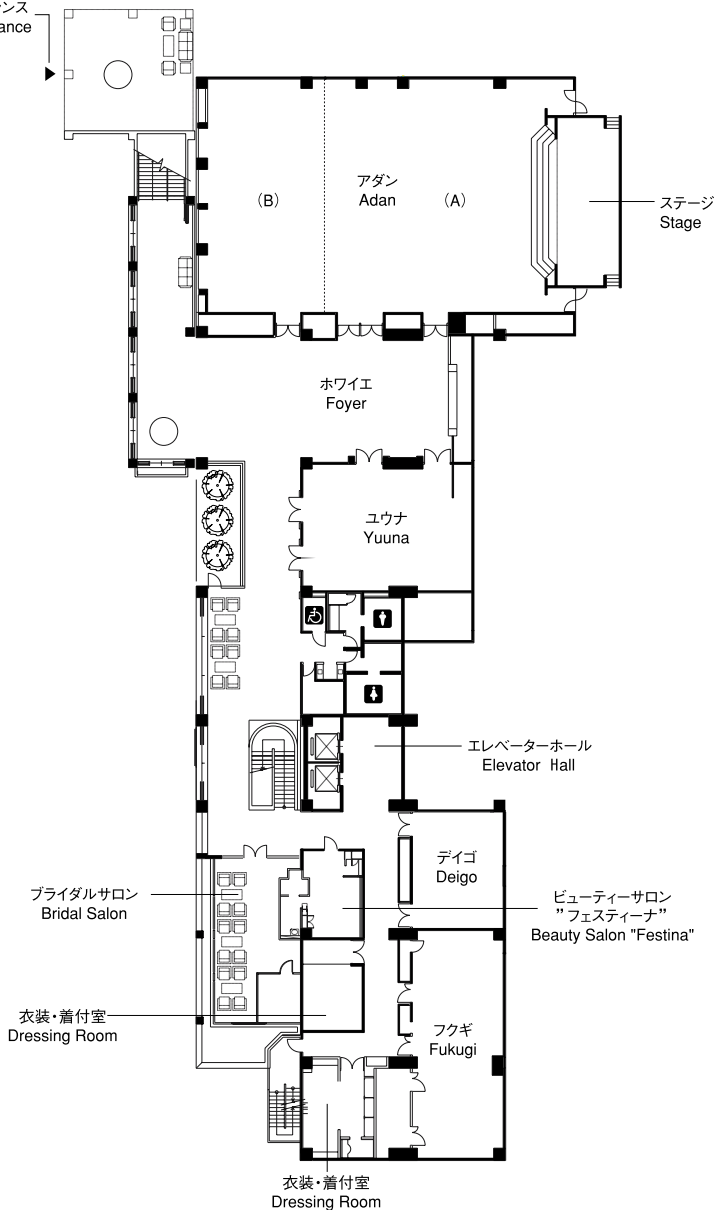 ンス
ance
アダン
Adan
(B)
(A)
ステージ
Stage
ホワイエ
Foyer
ユウナ
Yuuna
エレベーターホール
Elevator Hall
デイゴ
Deigo
ブライダルサロン
Bridal Salon
ビューティーサロン
”フェスティーナ”
Beauty Salon "Festina"
衣装・着付室
Dressing Room
フクギ
Fukugi
衣装・着付室
Dressing Room